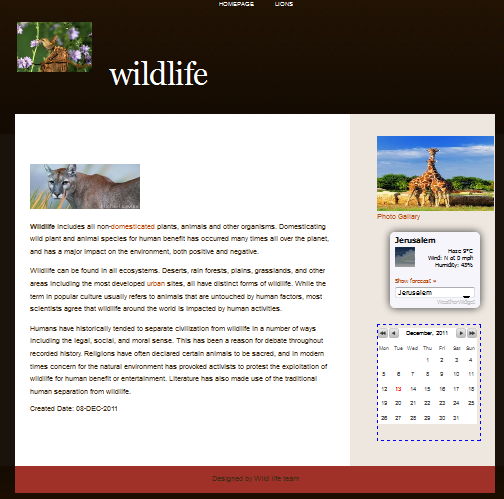 HOMEPAGE LIONS
wildlife
Wildlife includes all non-domesticated plants, animals and other organisms. Domesticating
wild plant and animal species for human benefit has occurred many times all over the planet,
and has a major impact on the environment, both positive and negative.
Wildlife can be found in all ecosystems. Deserts, rain forests, plains, grasslands, and other
areas including the most developed urban sites, all have distinct forms of wildlife. While the
term in popular culture usually refers to animals that are untouched by human factors, most
scientists agree that wildlife around the world is impacted by human activities.
Humans have historically tended to separate civilization from wildlife in a number of ways
including the legal, social, and moral sense. This has been a reason for debate throughout
recorded history. Religions have often declared certain animals to be sacred, and in modern
times concern for the natural environment has provoked activists to protest the exploitation of
wildlife for human benefit or entertainment. Literature has also made use of the traditional
human separation from wildlife.
Created Date: 08-DEC-2011
Photo Gallary
Jerusalem
Haze 9°C
Wind: N at 0 mph
Humidity: 43%
Show forecast »
Jerusalem
December, 2011
Mon Tue Wed Thu Fri Sat Sun
1 2 3 4
5 6 7 8 9 10 11
12 13 14 15 16 17 18
19 20 21 22 23 24 25
26 27 28 29 30 31
Designed by Wild life team